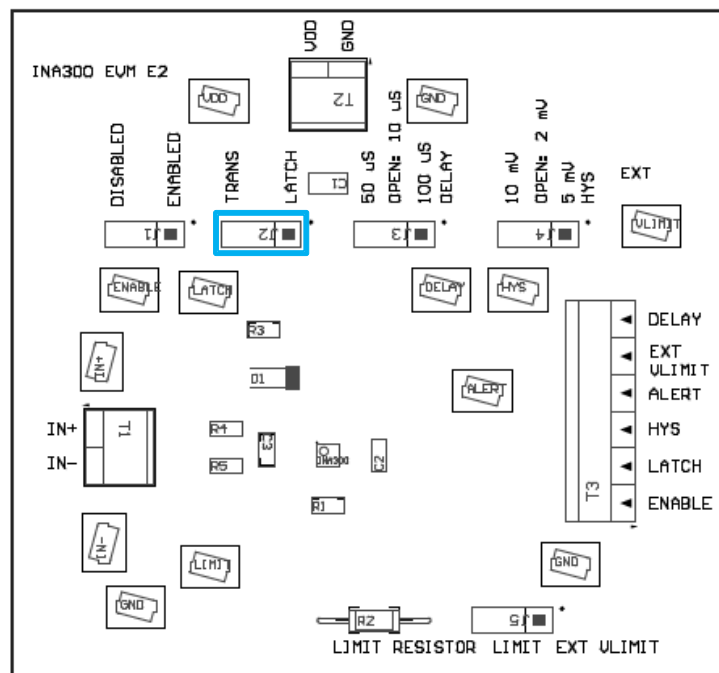 VDD
GND
INA300 EVM E2
VDD
T2
GND
DISABLED
ENABLED
TRANS
LATCH
C1
50 uS
OPEN: 10 uS
100 uS
DELAY
10 mV
OPEN: 2 mV
5 mV
HYS
EXT
J1
J2
J3
J4
VLIMIT
ENABLE
LATCH
DELAY
HYS
R3
DELAY
IN+
D1
EXT
VLIMIT
ALERT
ALERT
IN+
T1
R4
C3
HYS
IN-
R5
INA300
C2
LATCH
T3
R1
ENABLE
IN-
LIMIT
GND
GND
R2
J5
LIMIT RESISTOR LIMIT EXT VLIMIT